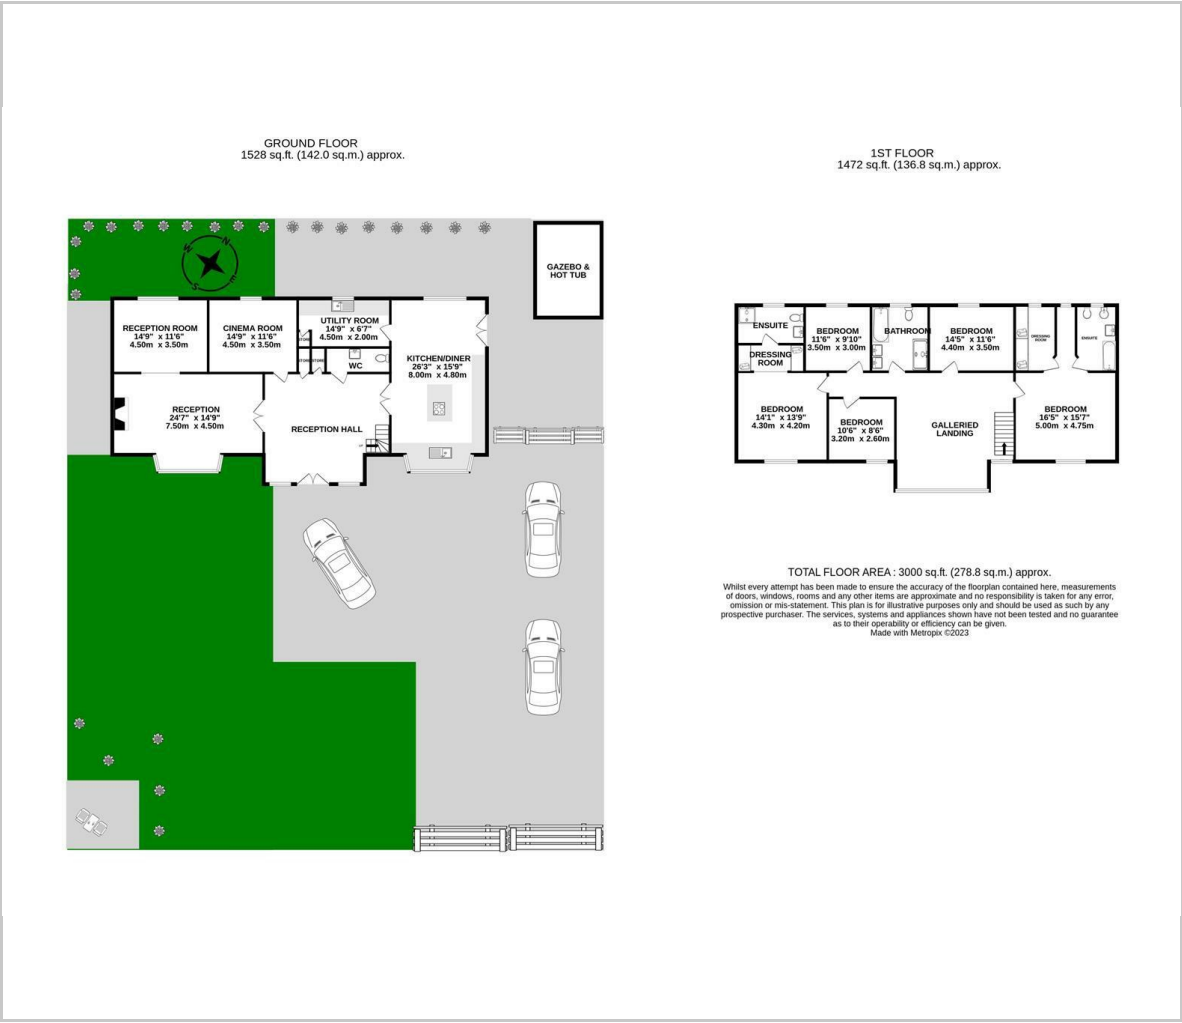 GROUND FLOOR
1528 sq.ft. (142.0 sq.m.) approx.
1ST FLOOR
1472 sq.ft. (136.8 sq.m.) approx.
N
W
E
S
GAZEBO &
HOT TUB
RECEPTION ROOM
14'9" x 11'6"
4.50m x 3.50m
CINEMA ROOM
14'9" x 11'6"
4.50m x 3.50m
UTILITY ROOM
14'9" x 6'7"
4.50m x 2.00m
STORE
STORE
STORE
WC
KITCHEN/DINER
26'3" x 15'9"
8.00m x 4.80m
RECEPTION
24'7" x 14'9"
7.50m x 4.50m
RECEPTION HALL
UP
ENSUITE
DRESSING
ROOM
BEDROOM
11'6" x 9'10"
3.50m x 3.00m
BATHROOM
BEDROOM
14'5" x 11'6"
4.40m x 3.50m
DRESSING
ROOM
ENSUITE
BEDROOM
14'1" x 13'9"
4.30m x 4.20m
BEDROOM
10'6" x 8'6"
3.20m x 2.60m
GALLERIED
LANDING
BEDROOM
16'5" x 15'7"
5.00m x 4.75m
TOTAL FLOOR AREA : 3000 sq.ft. (278.8 sq.m.) approx.
Whilst every attempt has been made to ensure the accuracy of the floorplan contained here, measurements
of doors, windows, rooms and any other items are approximate and no responsibility is taken for any error,
omission or mis-statement. This plan is for illustrative purposes only and should be used as such by any
prospective purchaser. The services, systems and appliances shown have not been tested and no guarantee
as to their operability or efficiency can be given.
Made with Metropix ©2023